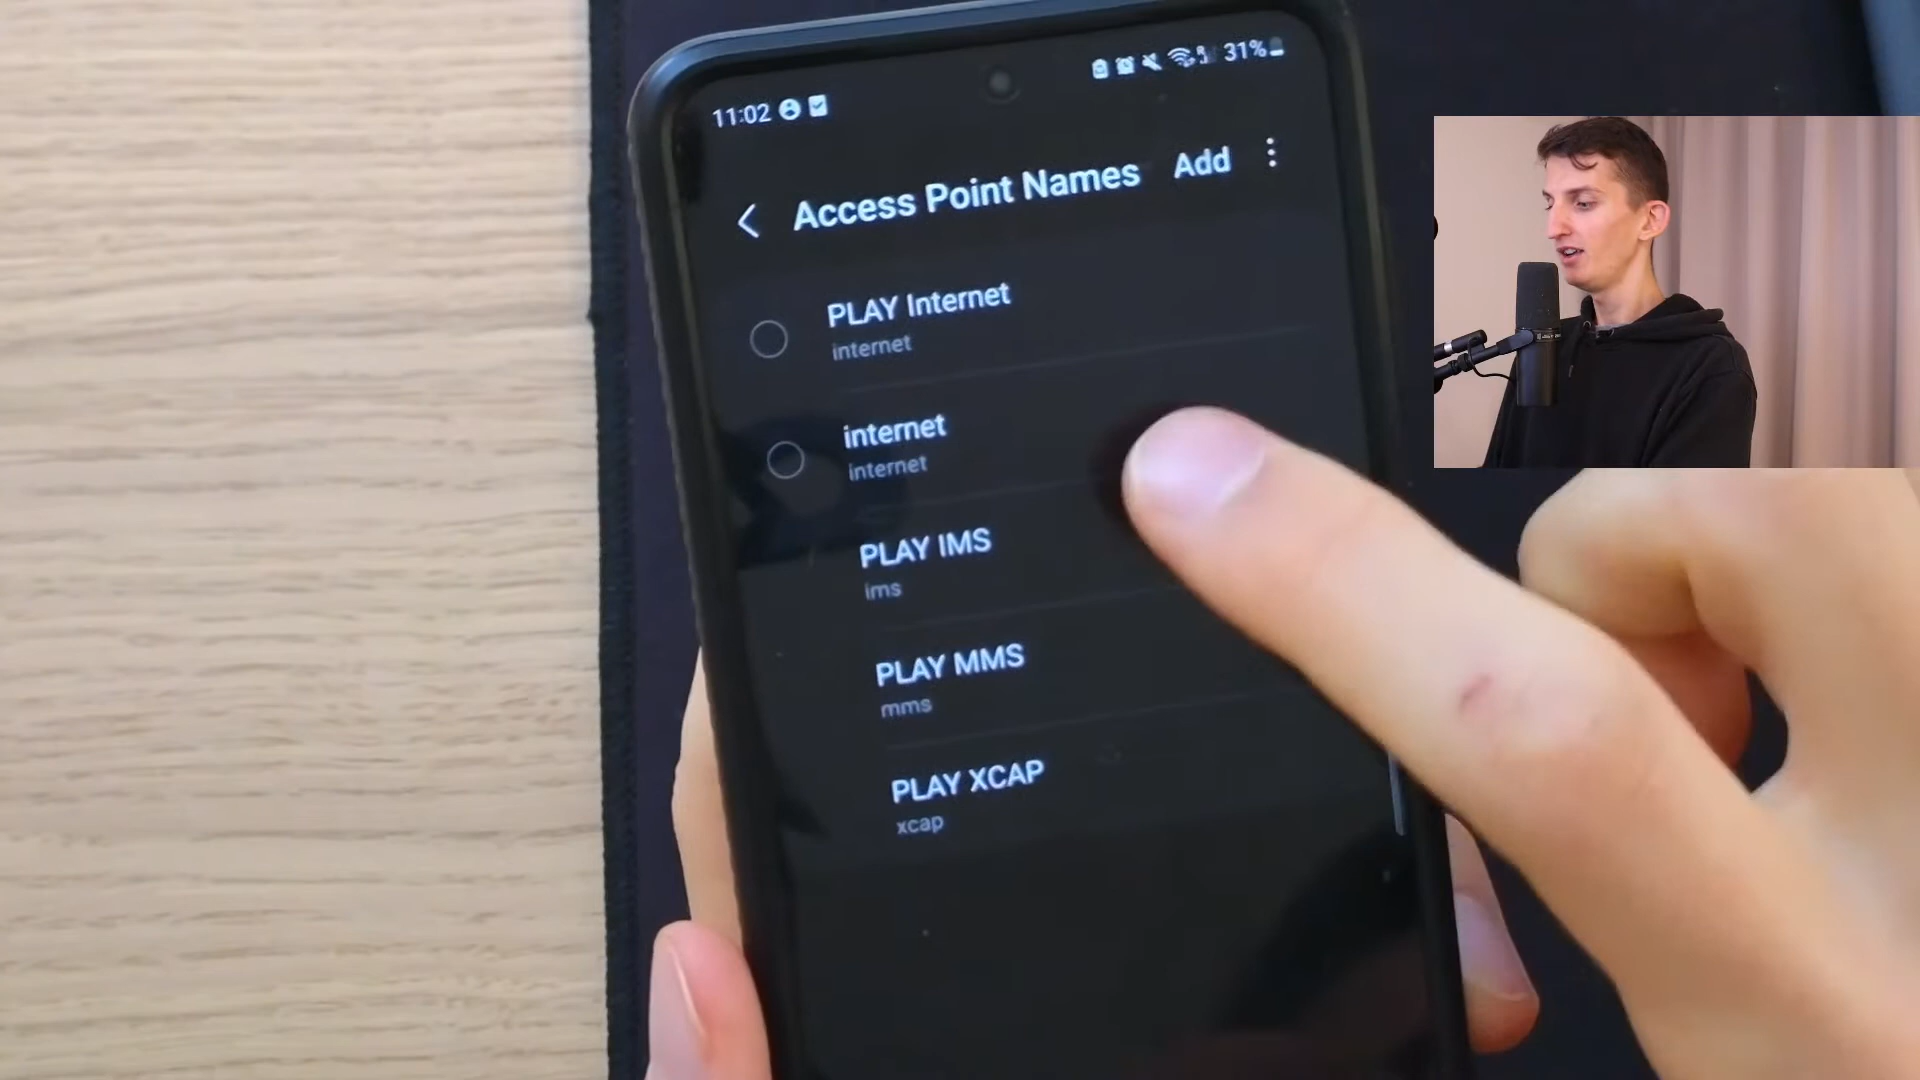 11:02
31%
Access Point Names
Add
PLAY Internet
internet
internet
internet
PLAY IMS
ims
PLAY MMS
mms
PLAY XCAP
xcap